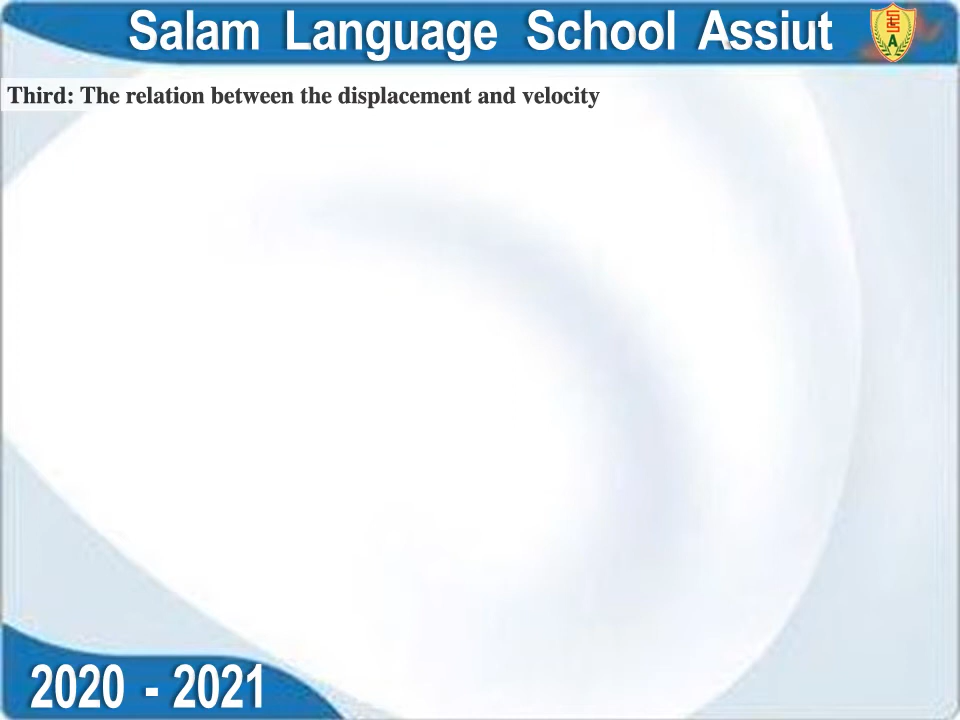 Salam Language School Assiut
Third: The relation between the displacement and velocity
2020 - 2021